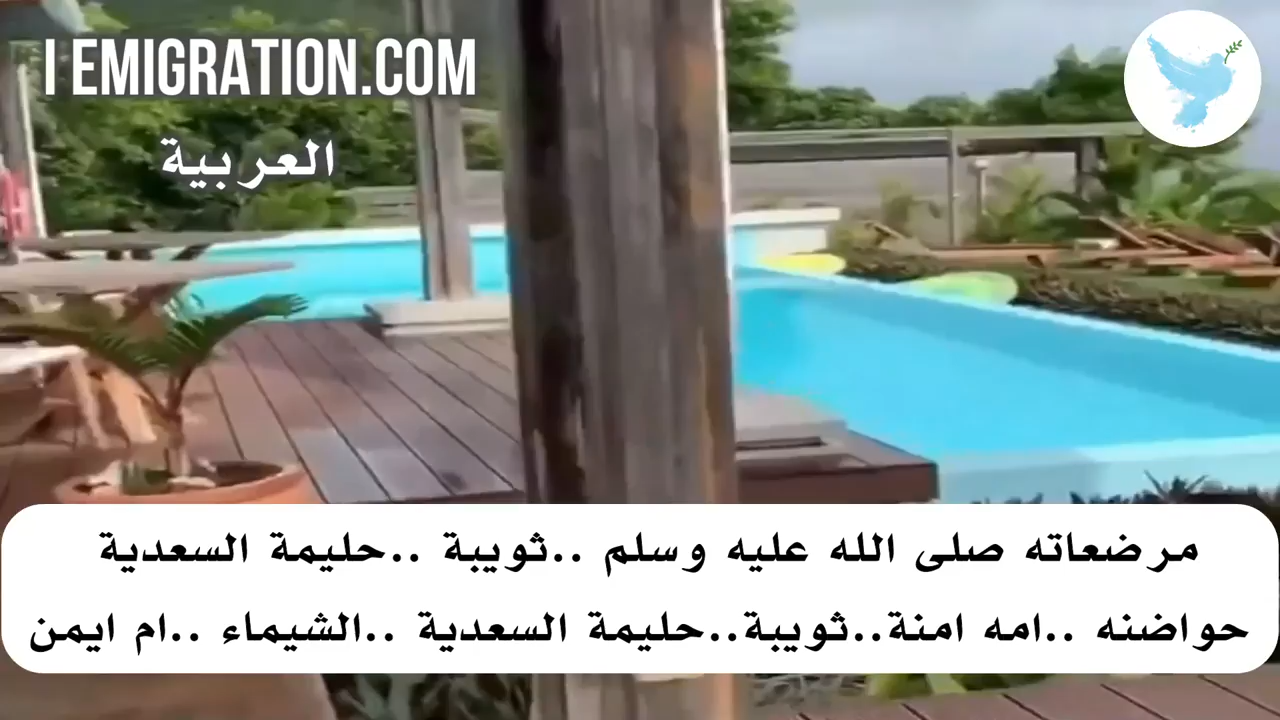 I EMIGRATION.COM
العربية
مرضعاته صلى الله عليه وسلم ..ثويبة ..حليمة السعدية
حواضنه ..امه امنة..ثويبة..حليمة السعدية ..الشيماء ..ام ايمن